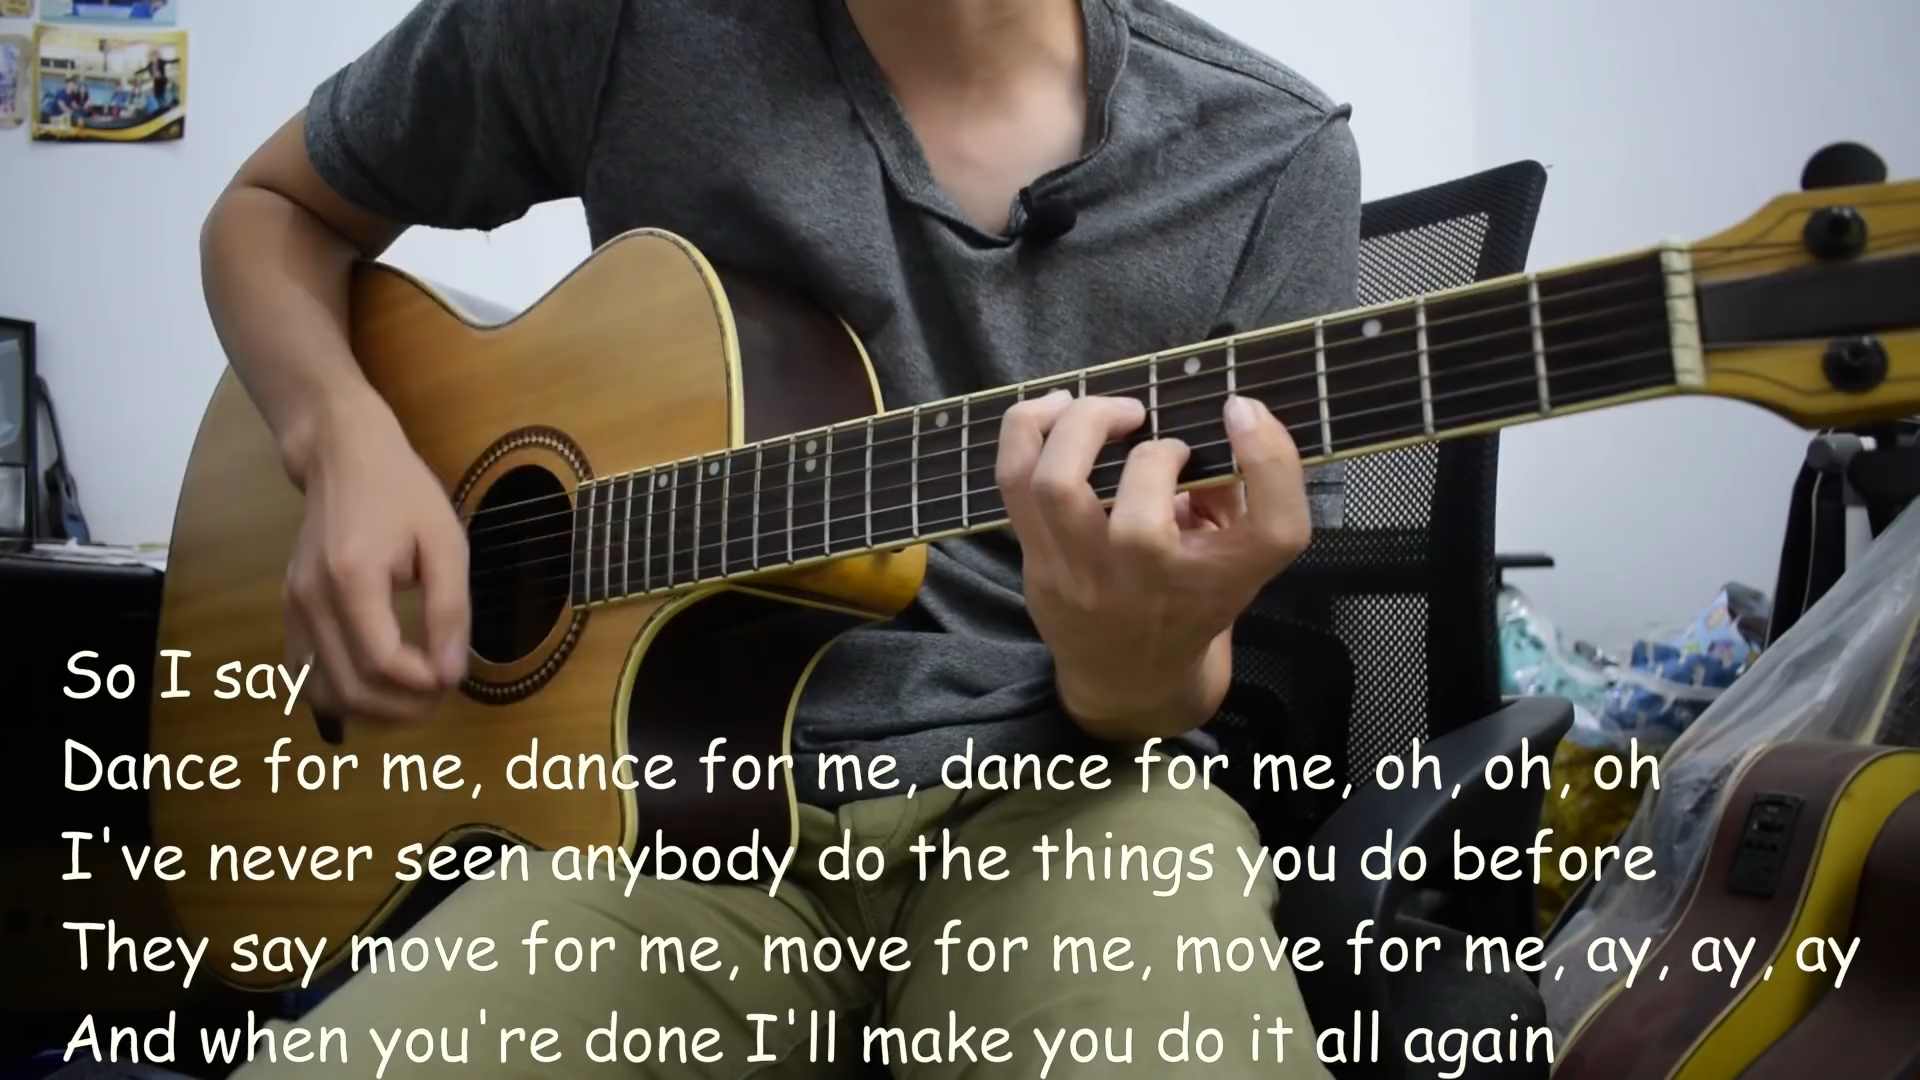 So I say
Dance for me, dance for me, dance for me, oh, oh, oh
I've never seen anybody do the things you do before
They say move for me, move for me, move for me, ay, ay, ay
And when you're done I'll make you do it all again